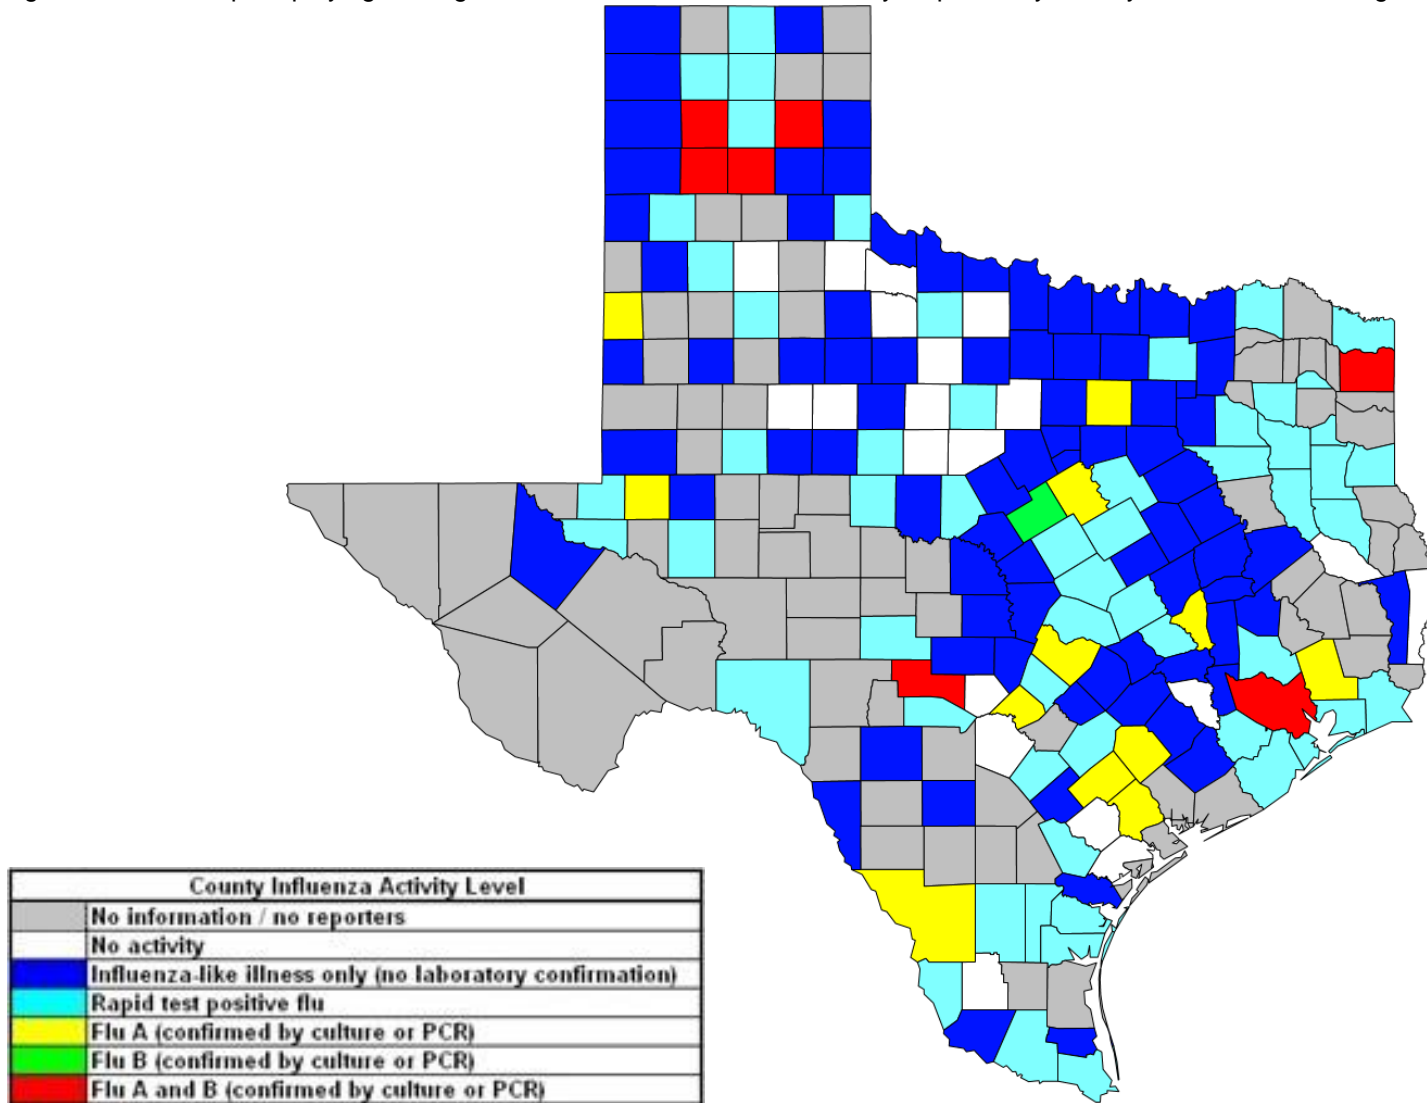 County Influenza Activity Level
No information / no reporters
No activity
Influenza-like illness only (no laboratory confirmation)
Rapid test positive flu
Flu A (confirmed by culture or PCR)
Flu B (confirmed by culture or PCR)
Flu A and B (confirmed by culture or PCR)